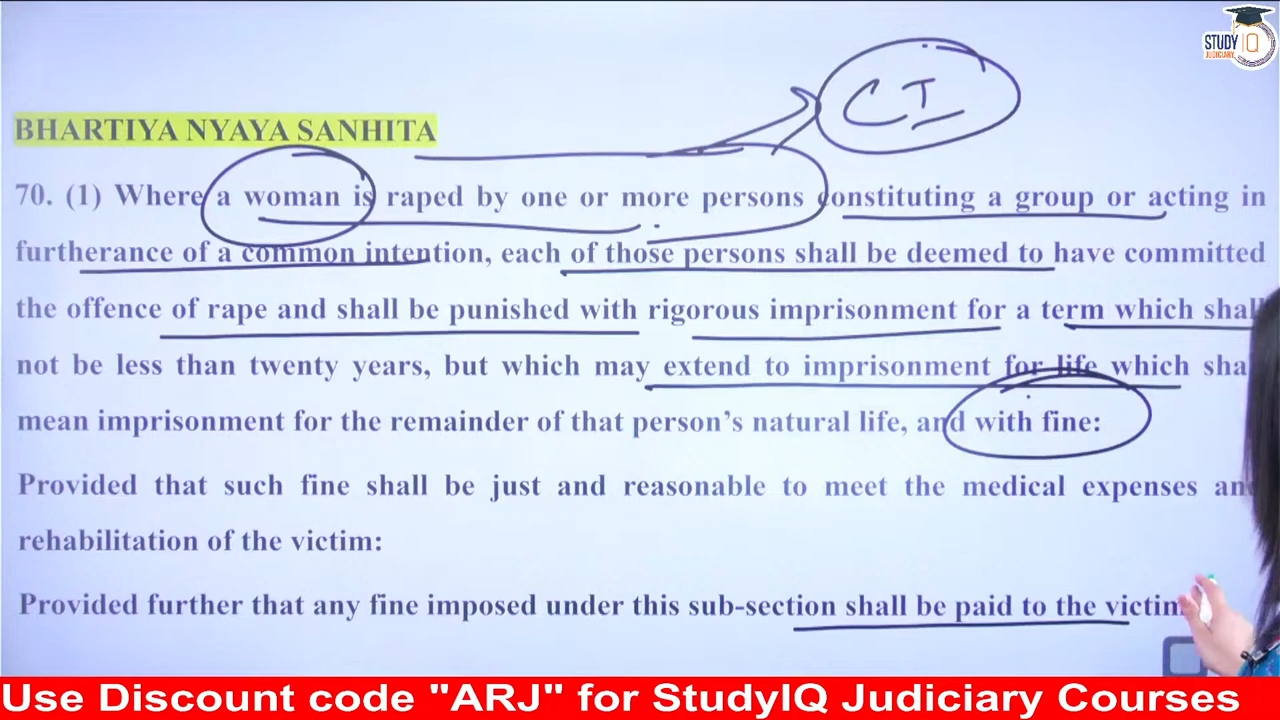 STUDY IQ
JUDICIARY
CI
BHARTIYA NYAYA SANHITA
70. (1) Where a woman is raped by one or more persons constituting a group or acting in
furtherance of a common intention, each of those persons shall be deemed to have committed
the offence of rape and shall be punished with rigorous imprisonment for a term which shall
not be less than twenty years, but which may extend to imprisonment for life which shal
mean imprisonment for the remainder of that person's natural life, and with fine:
Provided that such fine shall be just and reasonable to meet the medical expenses and
rehabilitation of the victim:
Provided further that any fine imposed under this sub-section shall be paid to the victim
Use Discount code "ARJ" for StudyIQ Judiciary Courses